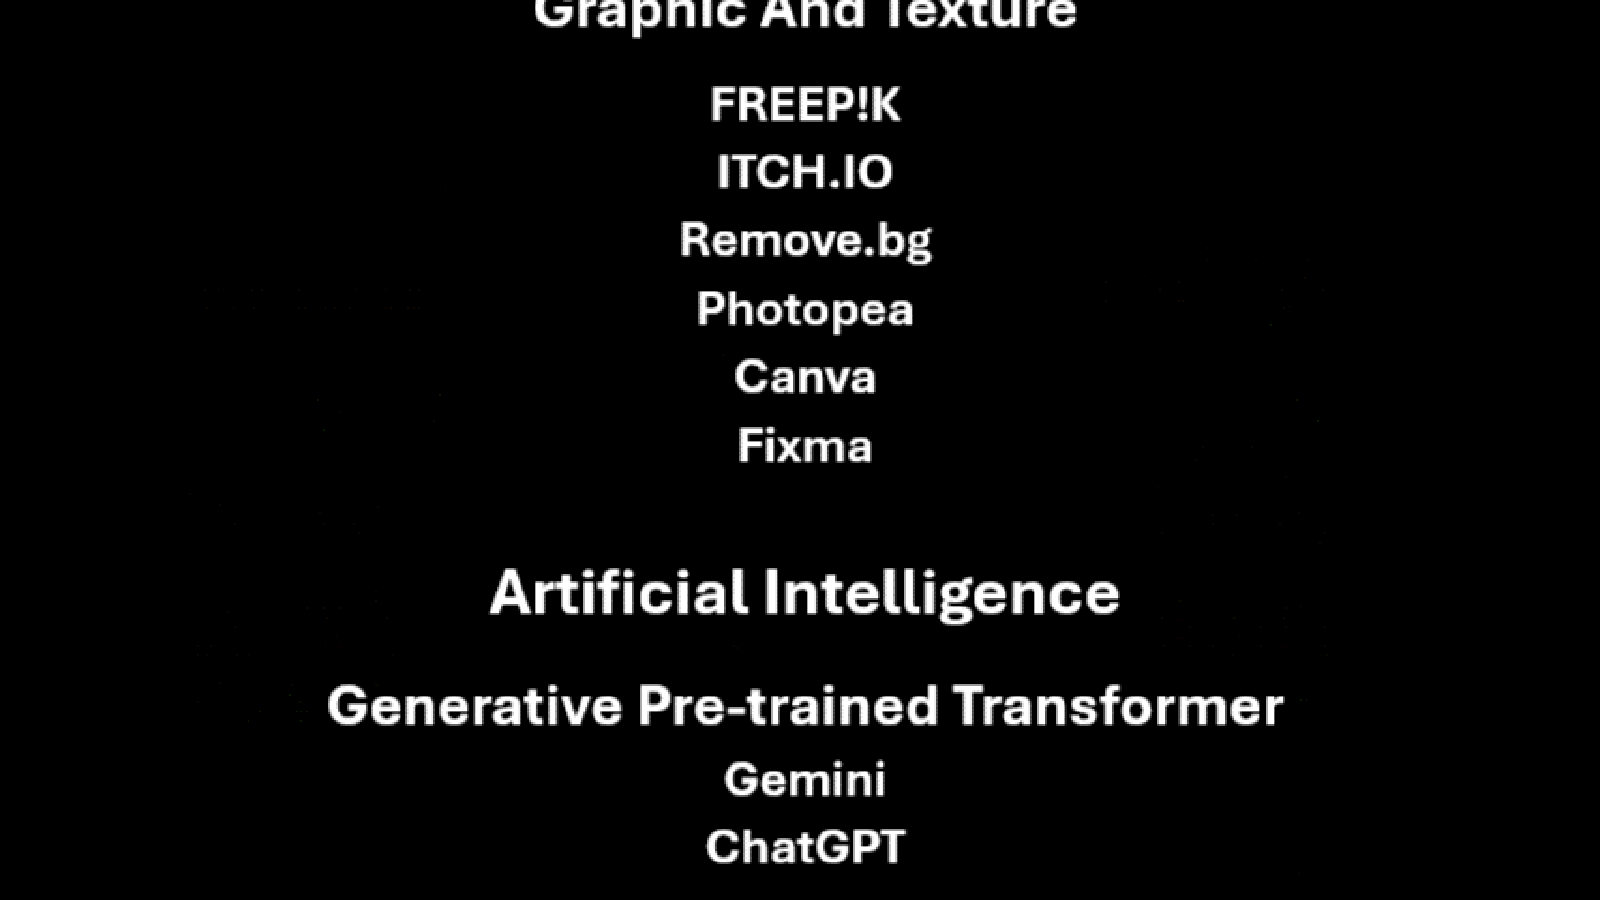 Graphic And Texture
FREEP!K
ITCH.IO
Remove.bg
Photopea
Canva
Fixma
Artificial Intelligence
Generative Pre-trained Transformer
Gemini
ChatGPT